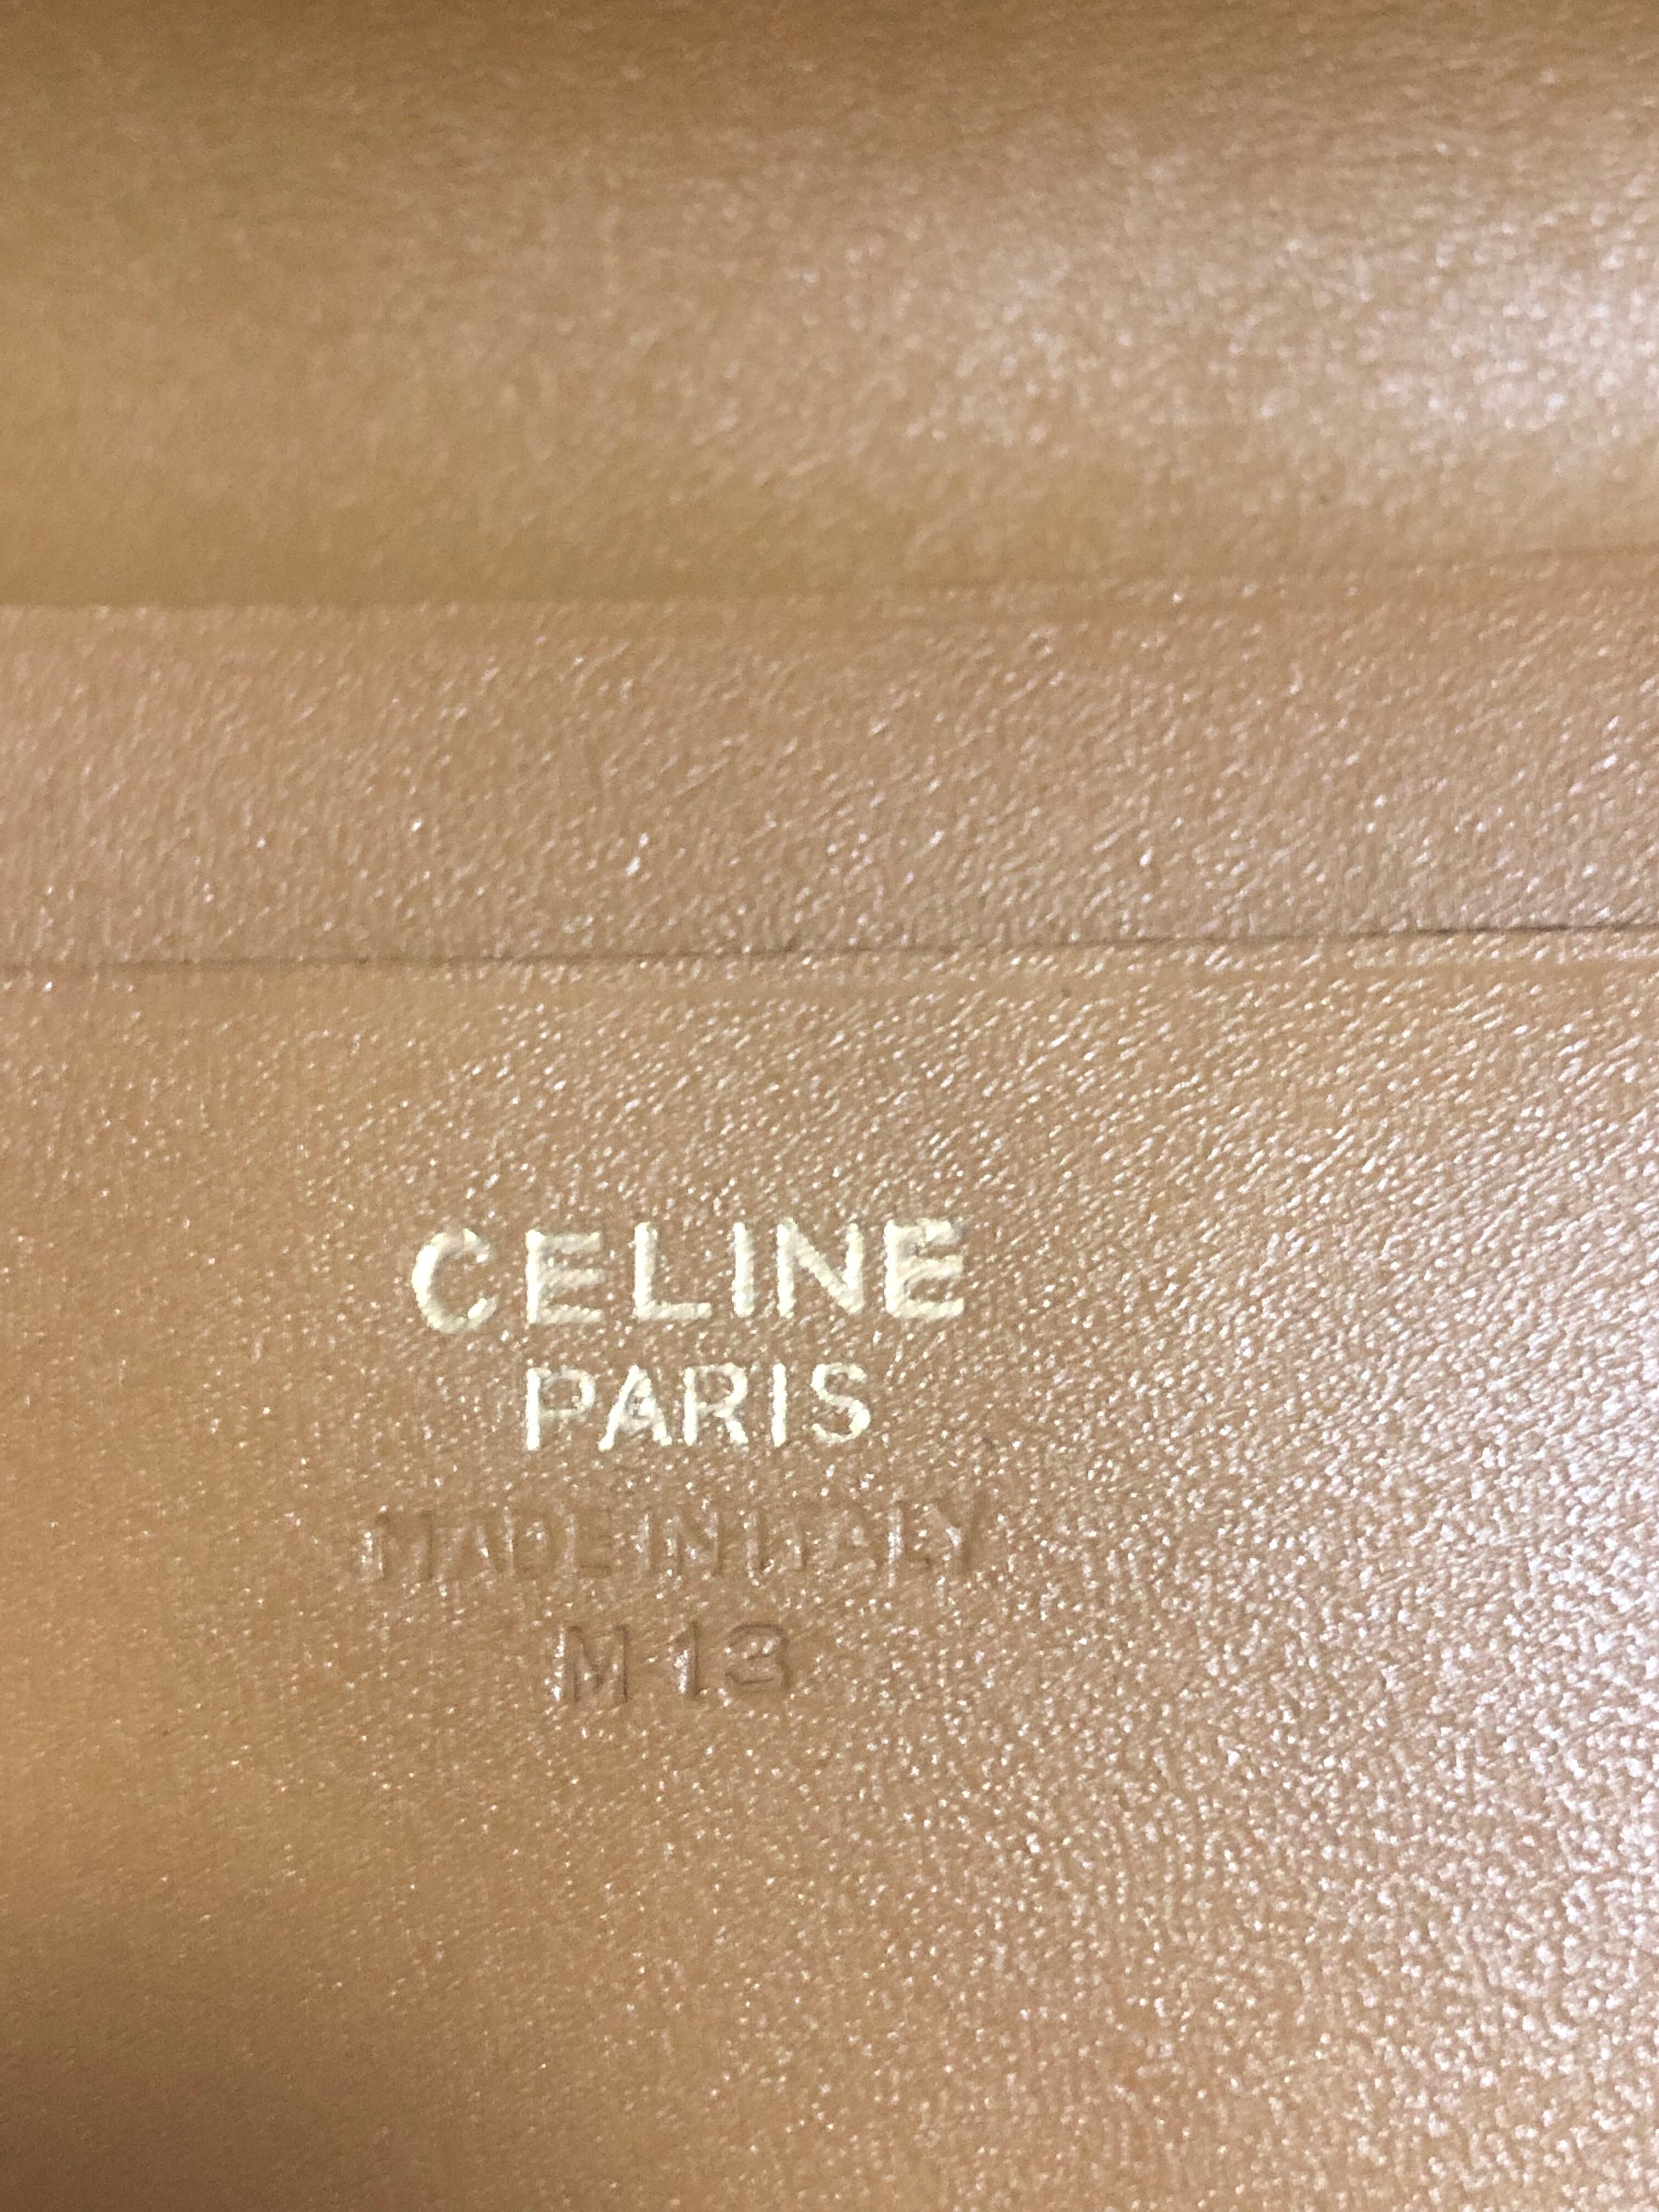 CELINE
PARIS
MADE IN ITALY
M 13